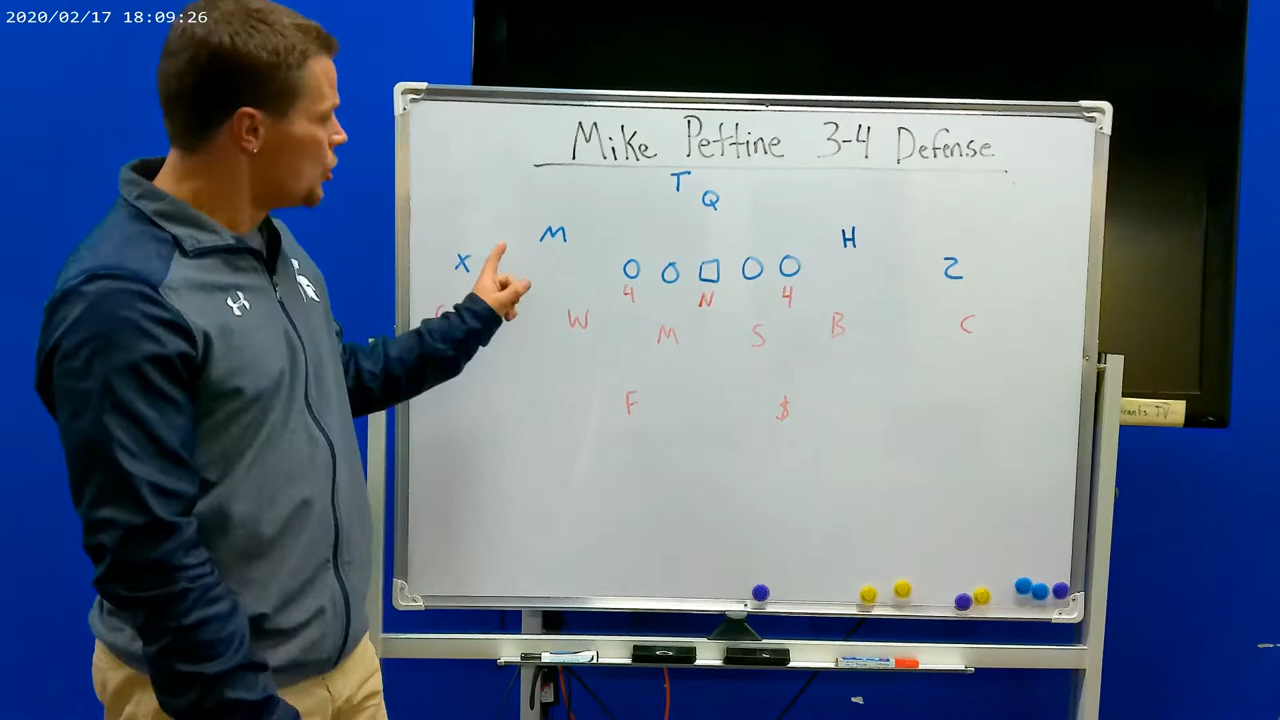 2020/02/17 18:09:26
Mike Pettine 3-4 Defense
T
Q
M H
X O O □ O O Z
4 N 4
C W M S B C
F $